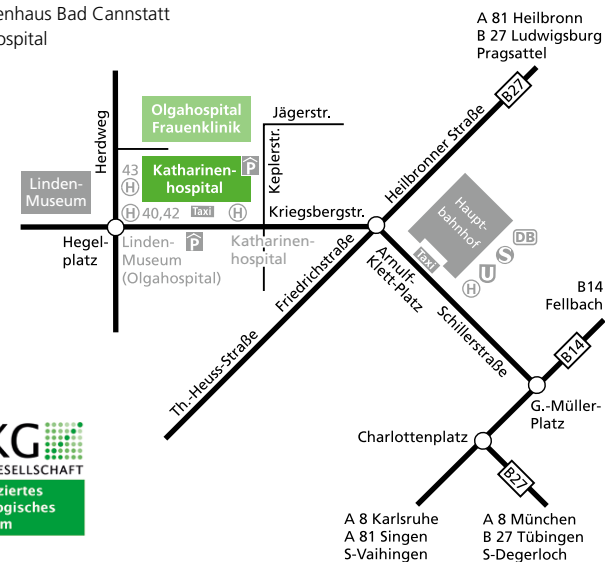 enhaus Bad Cannstatt
ospital
A 81 Heilbronn
B 27 Ludwigsburg
Pragsattel
B27
Heilbronner Straße
Olgahospital
Frauenklinik
Jägerstr.
Herdweg
Keplerstr.
43
H
Katharinen-
hospital
P
Linden-
Museum
H 40,42 Taxi H
Kriegsbergstr.
Haupt-
bahnhof
Taxi
H U S DB
Hegel-
platz
Linden-
Museum
(Olgahospital)
P
Katharinen-
hospital
Friedrichstraße
Arnulf-
Klett-Platz
Schillerstraße
B14
Fellbach
B14
Th.-Heuss-Straße
G.-Müller-
Platz
Charlottenplatz
B27
KG
ESELLSCHAFT
ziertes
ogisches
m
A 8 Karlsruhe
A 81 Singen
S-Vaihingen
A 8 München
B 27 Tübingen
S-Degerloch